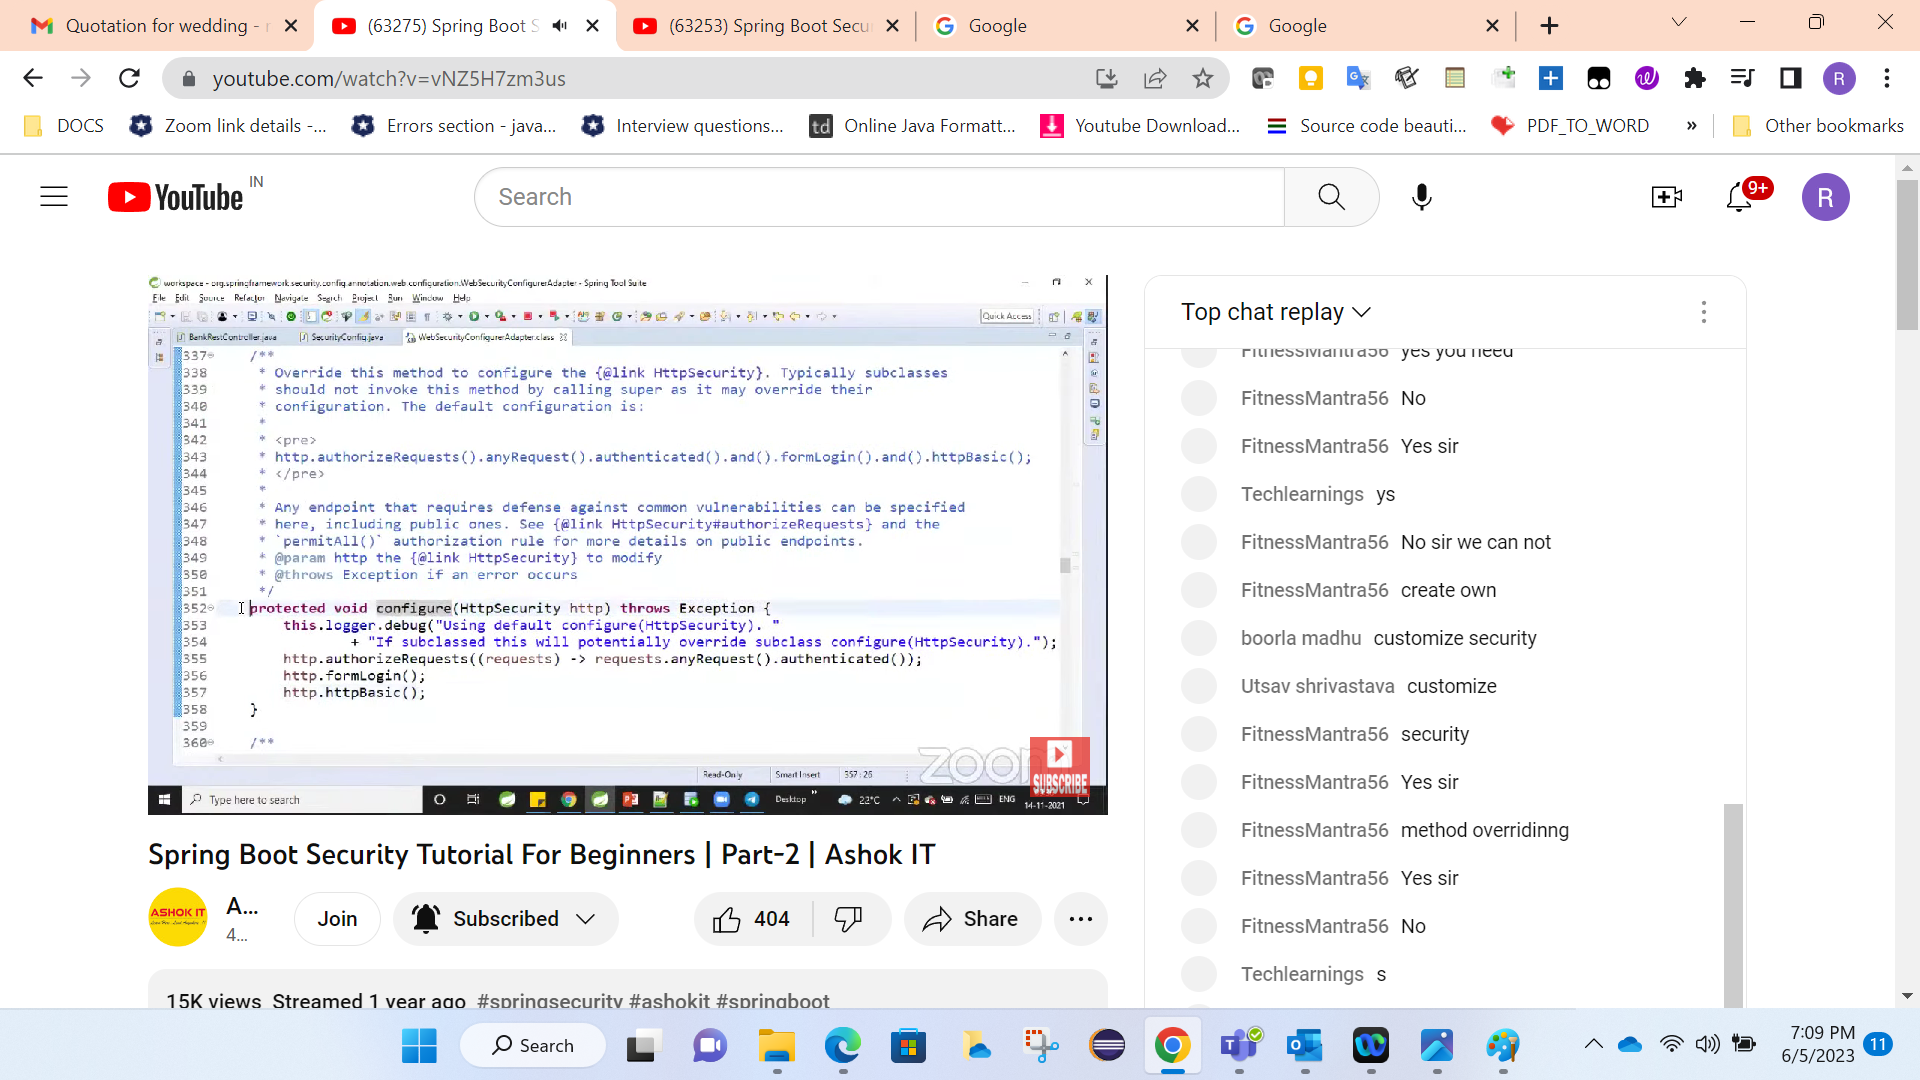 Quotation for wedding - r
(63275) Spring Boot S
(63253) Spring Boot Secu
Google
Google
youtube.com/watch?v=vNZ5H7zm3us
R
DOCS
Zoom link details -...
Errors section - java...
Interview questions...
td
Online Java Formatt...
Youtube Download...
Source code beauti...
PDF_TO_WORD
»
Other bookmarks
YouTube IN
Search
9+
R
workspace - org.springframework.security.config.annotation.web.configuration.WebSecurityConfigurerAdapter - Spring Tool Suite
File Edit Source Refactor Navigate Search Project Run Window Help
Quick Access
BankRestController.java
SecurityConfig.java
WebSecurityConfigurerAdapter.class
337 /**
338 * Override this method to configure the {@link HttpSecurity}. Typically subclasses
339 * should not invoke this method by calling super as it may override their
340 * configuration. The default configuration is:
341 *
342 * <pre>
343 * http.authorizeRequests().anyRequest().authenticated().and().formLogin().and().httpBasic();
344 * </pre>
345 *
346 * Any endpoint that requires defense against common vulnerabilities can be specified
347 * here, including public ones. See {@link HttpSecurity#authorizeRequests} and the
348 * `permitAll()` authorization rule for more details on public endpoints.
349 * @param http the {@link HttpSecurity} to modify
350 * @throws Exception if an error occurs
351 */
352 protected void configure(HttpSecurity http) throws Exception {
353 this.logger.debug("Using default configure(HttpSecurity). "
354 + "If subclassed this will potentially override subclass configure(HttpSecurity).");
355 http.authorizeRequests((requests) -> requests.anyRequest().authenticated());
356 http.formLogin();
357 http.httpBasic();
358 }
359
360 /**
Read-Only
Smart Insert
357 : 26
zoom
SUBSCRIBE
Type here to search
Desktop
22°C
ENG
14-11-2021
Top chat replay
FitnessMantra56 yes you need
FitnessMantra56 No
FitnessMantra56 Yes sir
Techlearnings ys
FitnessMantra56 No sir we can not
FitnessMantra56 create own
boorla madhu customize security
Utsav shrivastava customize
FitnessMantra56 security
FitnessMantra56 Yes sir
FitnessMantra56 method overridinng
FitnessMantra56 Yes sir
FitnessMantra56 No
Techlearnings s
Spring Boot Security Tutorial For Beginners | Part-2 | Ashok IT
ASHOK IT
A...
4...
Join
Subscribed
404
Share
15K views Streamed 1 year ago #springsecurity #ashokit #springboot
Search
7:09 PM
6/5/2023
11